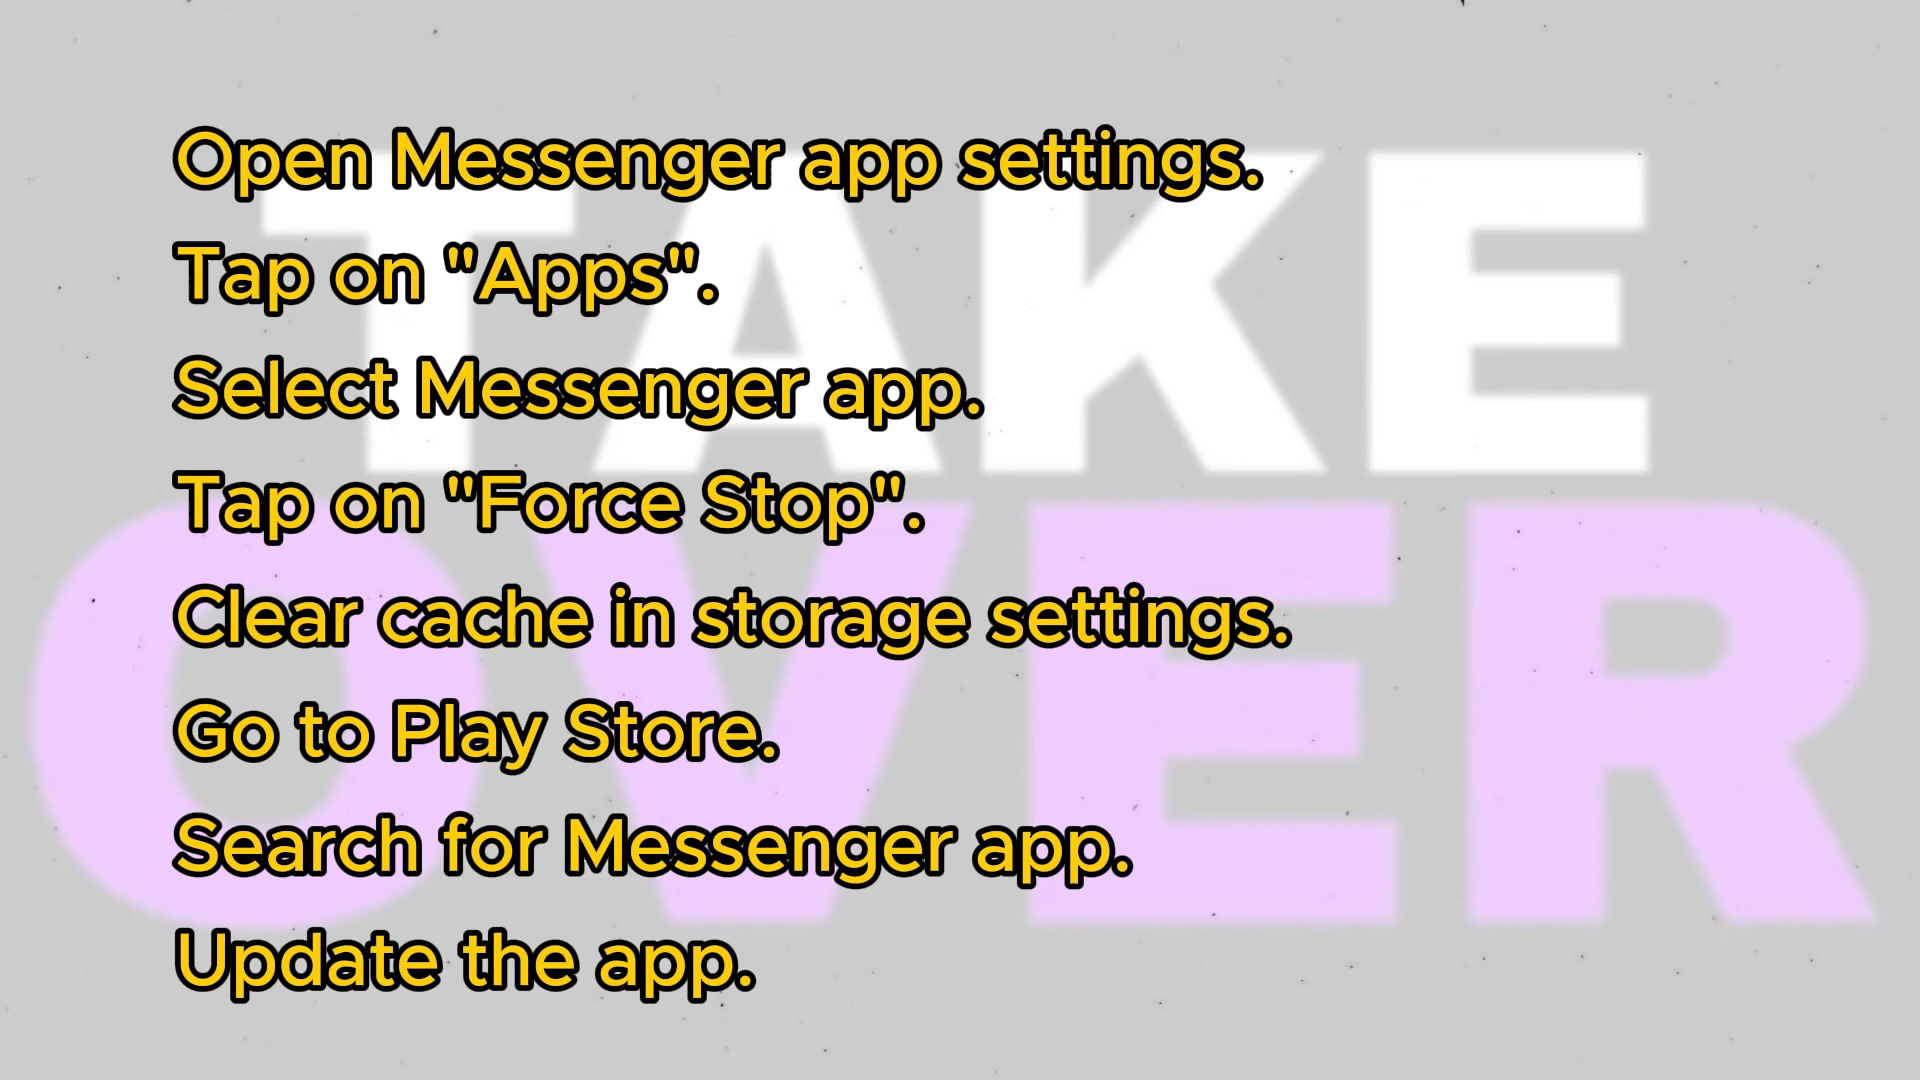 Open Messenger app settings.
Tap on "Apps".
Select Messenger app.
Tap on "Force Stop".
Clear cache in storage settings.
Go to Play Store.
Search for Messenger app.
Update the app.
TAKE
OVER